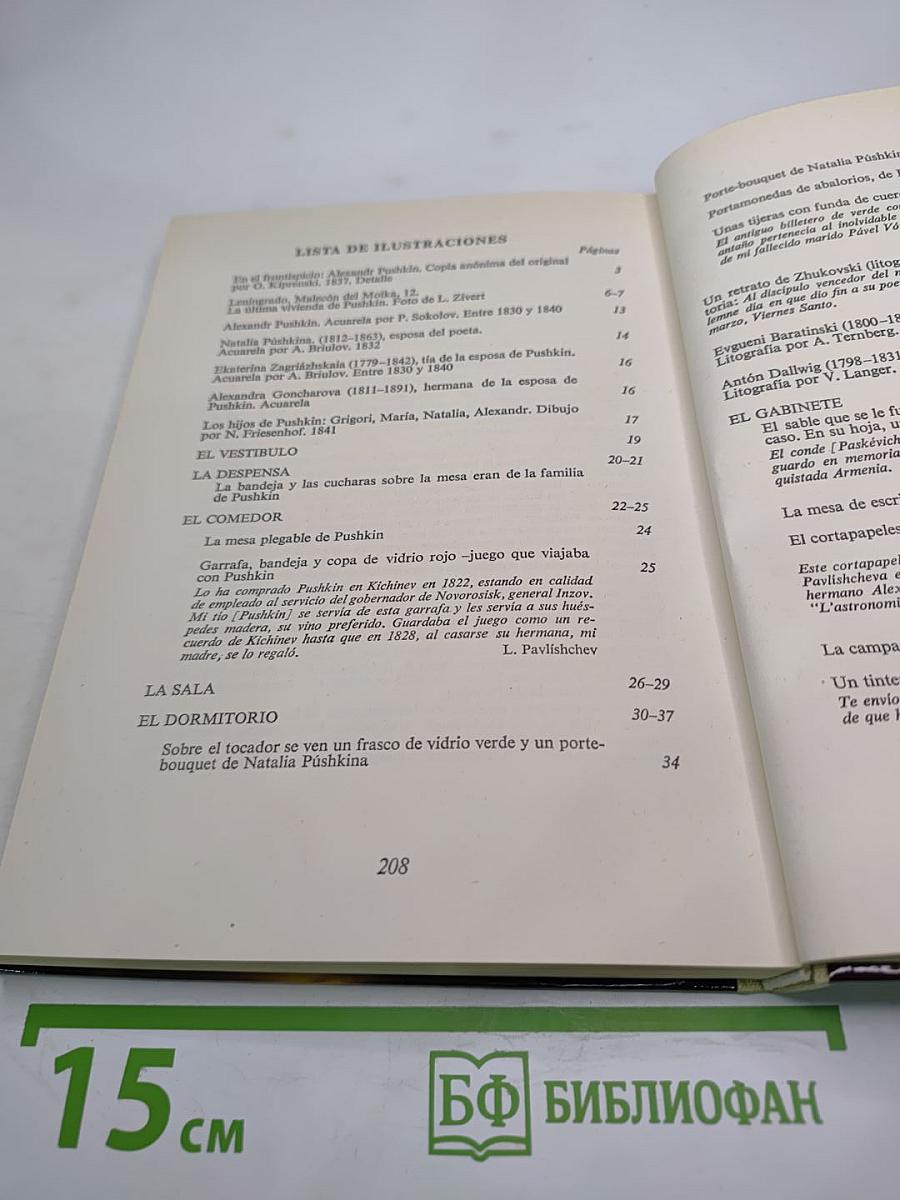 LISTA DE ILUSTRACIONES
Páginas
En el frontispicio: Alexandr Pushkin. Copia anónima del original
por O. Kiprenski. 1837. Detalle
3
Leningrado, Malecón del Moika, 12.
La última vivienda de Pushkin. Foto de L. Zivert
6–7
Alexandr Pushkin. Acuarela por P. Sokolov. Entre 1830 y 1840
13
Natalia Púshkina, (1812–1863), esposa del poeta.
Acuarela por A. Briulov. 1832
14
Ekaterina Zagriázhskaia (1779–1842), tía de la esposa de Pushkin.
Acuarela por A. Briulov. Entre 1830 y 1840
16
Alexandra Goncharova (1811–1891), hermana de la esposa de
Pushkin. Acuarela
16
Los hijos de Pushkin: Grigori, María, Natalia, Alexandr. Dibujo
por N. Friesenhof. 1841
17
EL VESTIBULO
19
LA DESPENSA
20–21
La bandeja y las cucharas sobre la mesa eran de la familia
de Pushkin
EL COMEDOR
22–25
La mesa plegable de Pushkin
24
Garrafa, bandeja y copa de vidrio rojo –juego que viajaba
con Pushkin
25
Lo ha comprado Pushkin en Kichinev en 1822, estando en calidad
de empleado al servicio del gobernador de Novorosisk, general Inzov.
Mi tío [Pushkin] se servía de esta garrafa y les servía a sus hués-
pedes madera, su vino preferido. Guardaba el juego como un re-
cuerdo de Kichinev hasta que en 1828, al casarse su hermana, mi
madre, se lo regaló.
L. Pavlíshchev
LA SALA
26–29
EL DORMITORIO
30–37
Sobre el tocador se ven un frasco de vidrio verde y un porte-
bouquet de Natalia Púshkina
34
208
Porte-bouquet de Natalia Púshkin
Portamonedas de abalorios, de
Unas tijeras con funda de cuer
El antiguo billetero de verde co
antaño pertenecía al inolvidable
de mi fallecido marido Pável Vó
Un retrato de Zhukovski (litog
toria: Al discípulo vencedor del
lemne día en que dio fin a su poe
marzo, Viernes Santo.
Evgueni Baratinski (1800–18
Litografía por A. Ternberg.
Antón Dallwig (1798–1831
Litografía por V. Langer.
EL GABINETE
El sable que se le fu
caso. En su hoja, u
El conde [Paskévich
guardo en memoria
quistada Armenia.
La mesa de escri
El cortapapeles
Este cortapapel
Pavlíshcheva e
hermano Alex
"L'astronomi
La campa
Un tinte
Te envío
de que h
15 см
БФ
БИБЛИОФАН